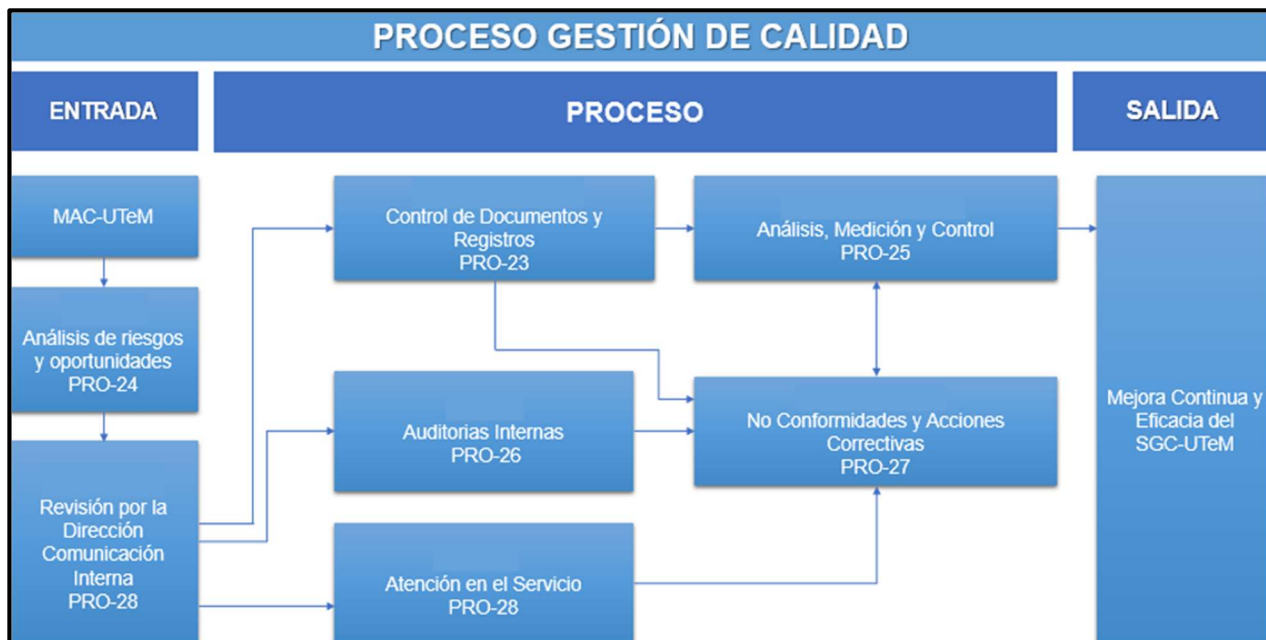 PROCESO GESTIÓN DE CALIDAD
ENTRADA
PROCESO
SALIDA
MAC-UTeM
Análisis de riesgos
y oportunidades
PRO-24
Revisión por la
Dirección
Comunicación
Interna
PRO-28
Control de Documentos y
Registros
PRO-23
Auditorias Internas
PRO-26
Atención en el Servicio
PRO-28
Análisis, Medición y Control
PRO-25
No Conformidades y Acciones
Correctivas
PRO-27
Mejora Continua y
Eficacia del
SGC-UTeM